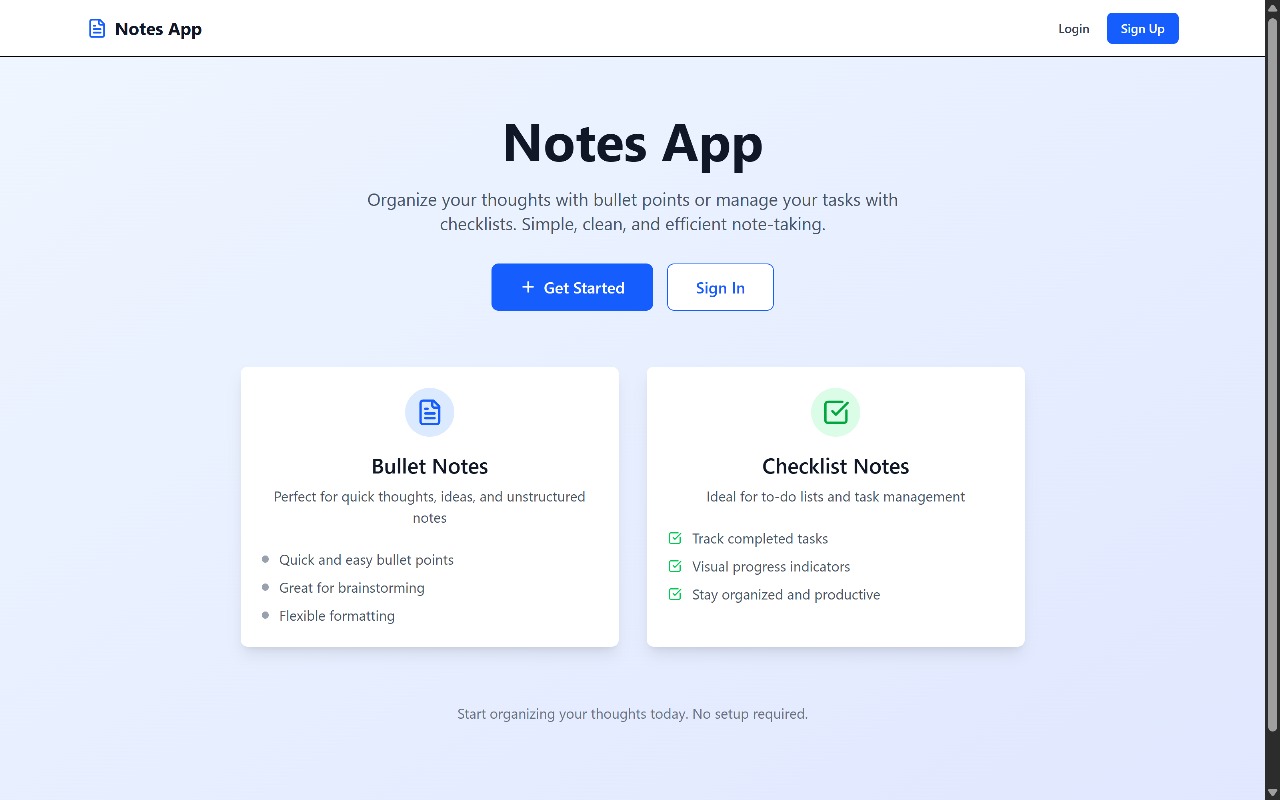 Notes App
Login
Sign Up
Notes App
Organize your thoughts with bullet points or manage your tasks with
checklists. Simple, clean, and efficient note-taking.
Get Started
Sign In
Bullet Notes
Perfect for quick thoughts, ideas, and unstructured
notes
Quick and easy bullet points
Great for brainstorming
Flexible formatting
Checklist Notes
Ideal for to-do lists and task management
Track completed tasks
Visual progress indicators
Stay organized and productive
Start organizing your thoughts today. No setup required.